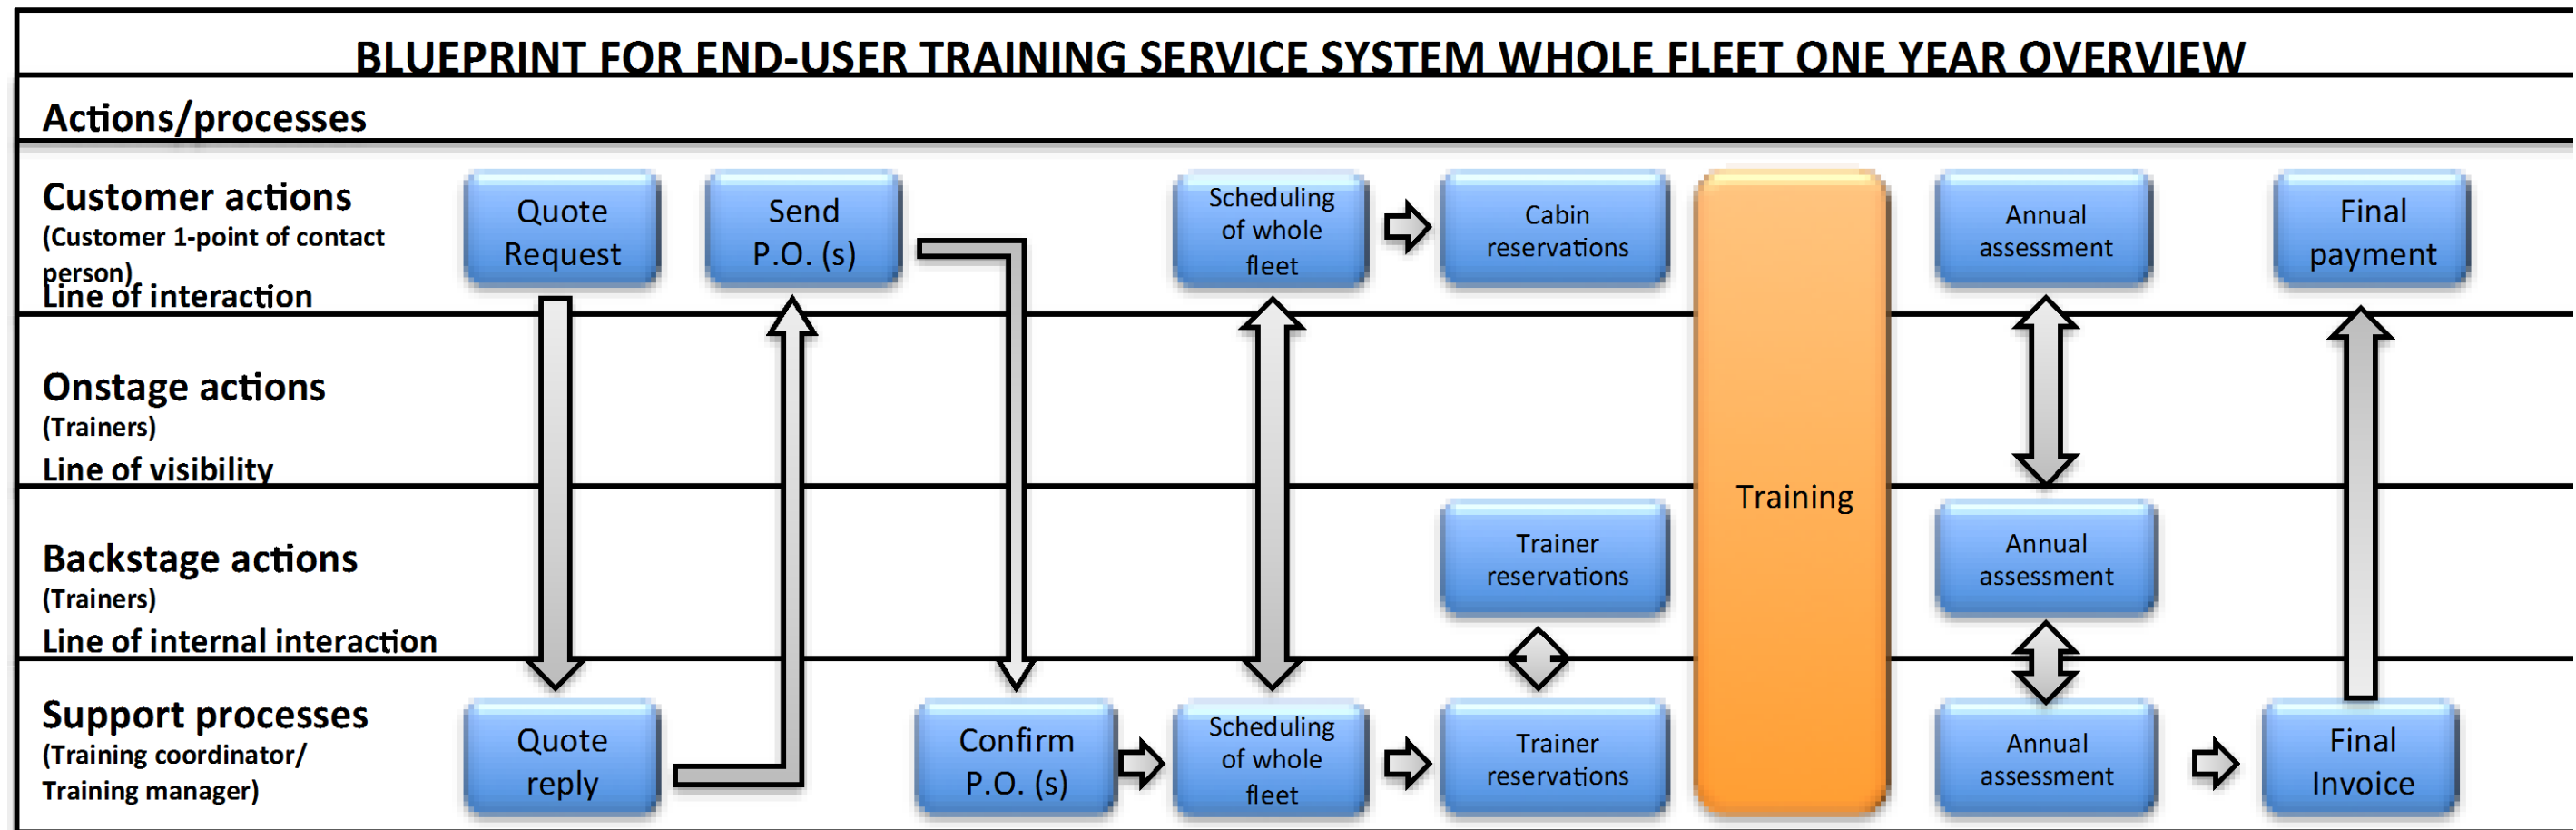 BLUEPRINT FOR END-USER TRAINING SERVICE SYSTEM WHOLE FLEET ONE YEAR OVERVIEW
Actions/processes
Customer actions
(Customer 1-point of contact
person)
Line of interaction
Quote
Request
Send
P.O. (s)
Scheduling
of whole
fleet
Cabin
reservations
Annual
assessment
Final
payment
Onstage actions
(Trainers)
Line of visibility
Training
Backstage actions
(Trainers)
Line of internal interaction
Trainer
reservations
Annual
assessment
Support processes
(Training coordinator/
Training manager)
Quote
reply
Confirm
P.O. (s)
Scheduling
of whole
fleet
Trainer
reservations
Annual
assessment
Final
Invoice